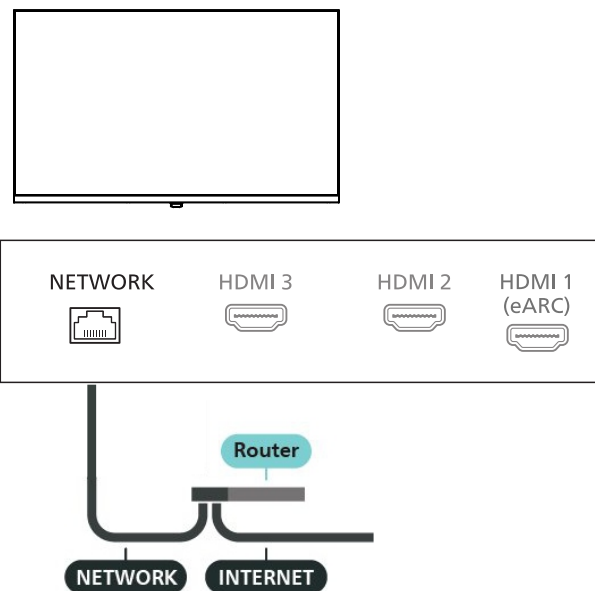 NETWORK
HDMI 3
HDMI 2
HDMI 1
(eARC)
Router
NETWORK
INTERNET